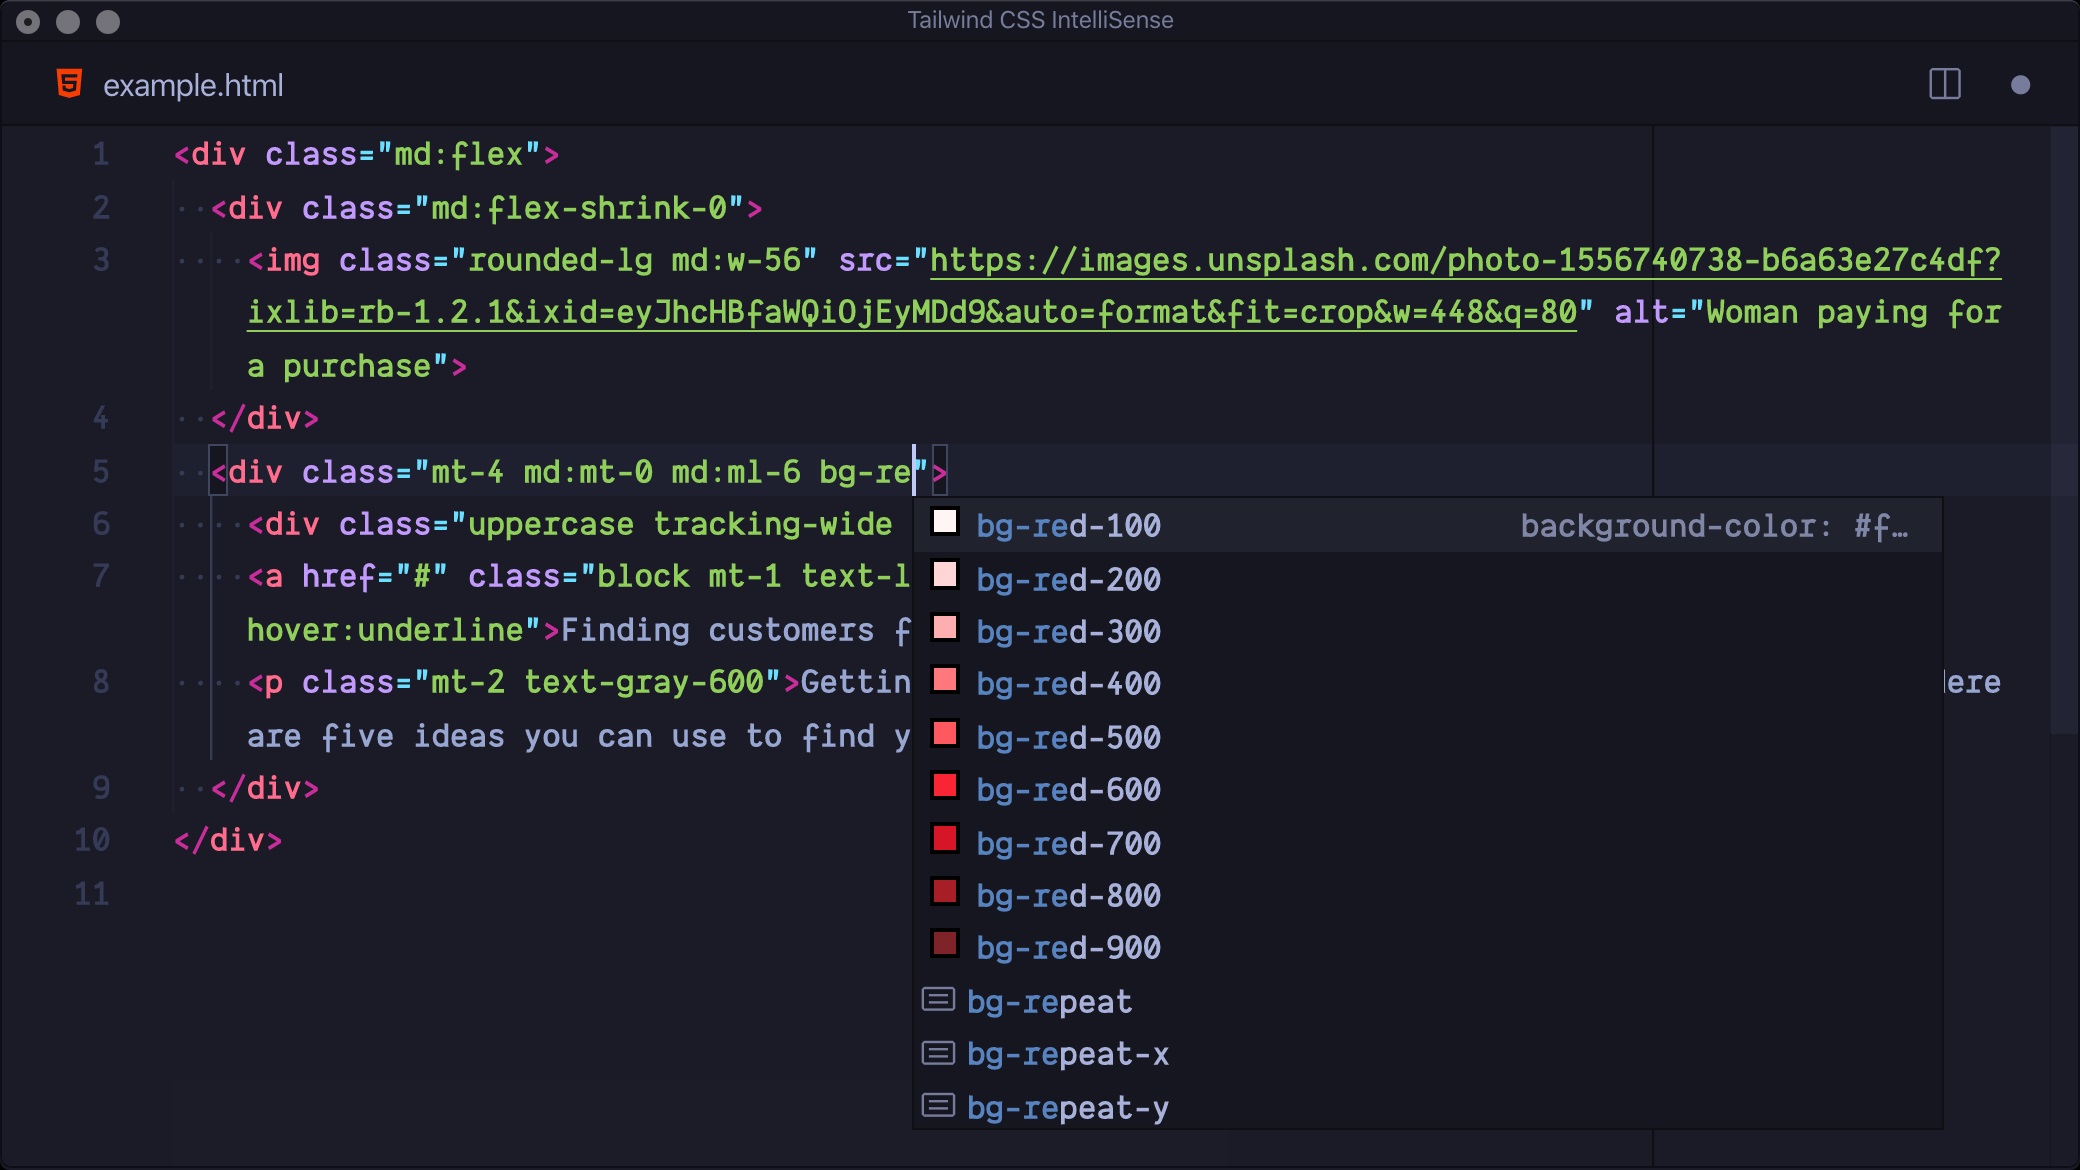 Tailwind CSS IntelliSense
example.html
1 <div class="md:flex">
2 <div class="md:flex-shrink-0">
3 <img class="rounded-lg md:w-56" src="https://images.unsplash.com/photo-1556740738-b6a63e27c4df?
ixlib=rb-1.2.1&ixid=eyJhcHBfaWQiOjEyMDd9&auto=format&fit=crop&w=448&q=80" alt="Woman paying for
a purchase">
4 </div>
5 <div class="mt-4 md:mt-0 md:ml-6 bg-re">
6 <div class="uppercase tracking-wide
7 <a href="#" class="block mt-1 text-l
hover:underline">Finding customers f
8 <p class="mt-2 text-gray-600">Gettin ere
are five ideas you can use to find y
9 </div>
10 </div>
11
bg-red-100 background-color: #f…
bg-red-200
bg-red-300
bg-red-400
bg-red-500
bg-red-600
bg-red-700
bg-red-800
bg-red-900
bg-repeat
bg-repeat-x
bg-repeat-y